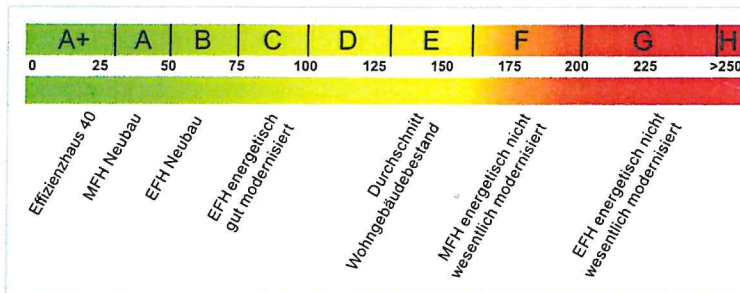 A+ A B C D E F G H
0 25 50 75 100 125 150 175 200 225 >250
Effizienzhaus 40
MFH Neubau
EFH Neubau
EFH energetisch
gut modernisiert
Durchschnitt
Wohngebäudebestand
MFH energetisch nicht
wesentlich modernisiert
EFH energetisch nicht
wesentlich modernisiert